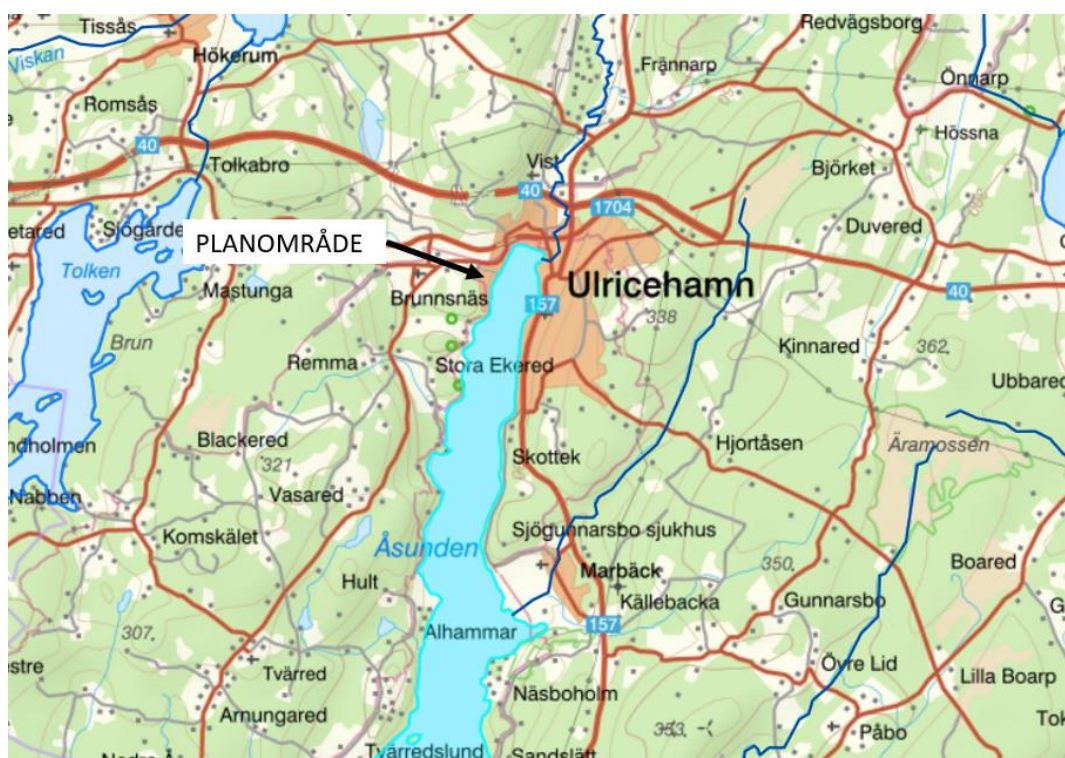 Tissås
Redvägsborg
Viskan
Hökerum
Frännarp
Önnarp
Romsås
Hössna
40
Tolkabro
Vist
Björket
40
1704
etared
Sjögårde
PLANOMRÅDE
Duvered
Tolken
Mastunga
Brunnsnäs
Ulricehamn
40
157
338
Brun
Remma
Stora Ekered
Kinnared
362.
Ubbared
ndholmen
Blackered
321
Skottek
Hjortåsen
Äramossen
Nabben
Vasared
Komskälet
Åsunden
Sjögunnarsbo sjukhus
Hult
Marbäck
350,
Boared
Källebacka
Gunnarsbo
307.
Alhammar
157
estre
Tvärred
Övre Lid
Lilla Boarp
Näsboholm
Arnungared
353,
Påbo
Tok
Tvärredslund
Sandslätt